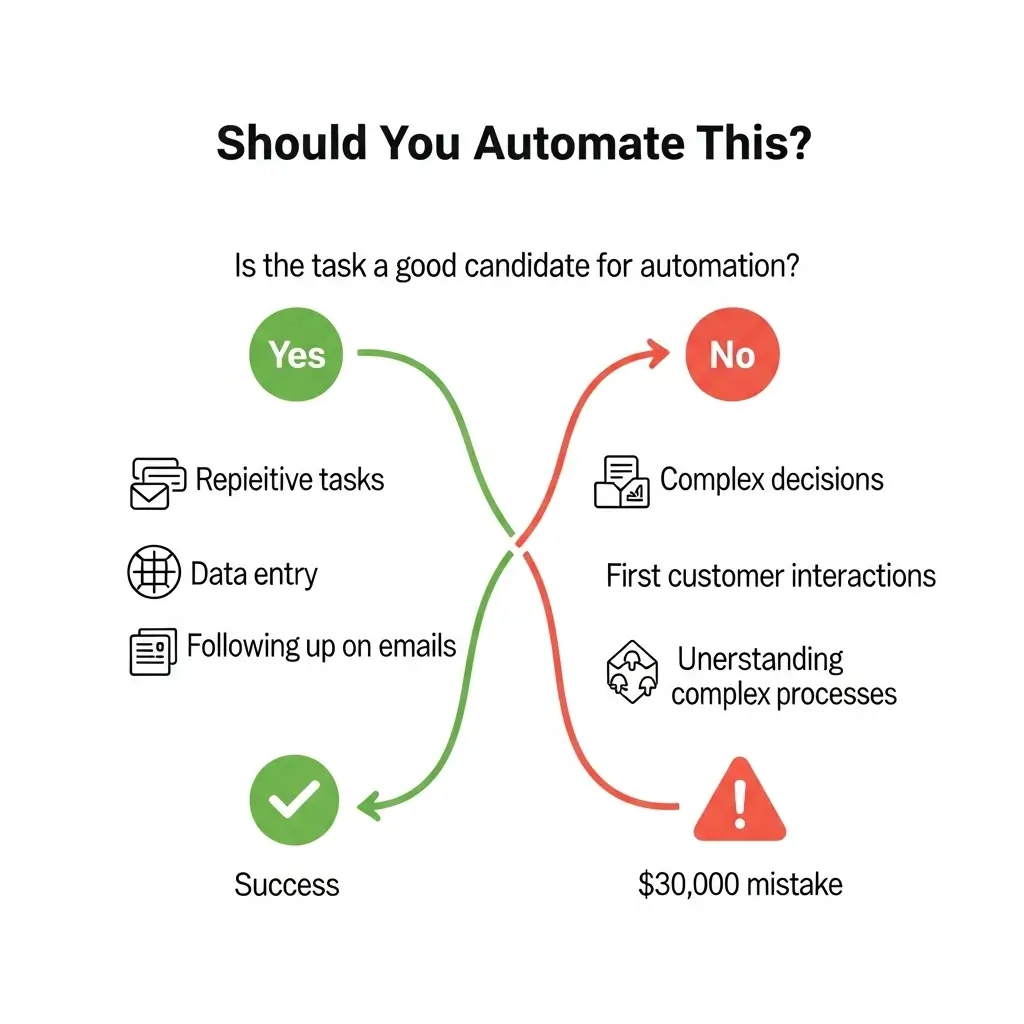 Should You Automate This?
Is the task a good candidate for automation?
Yes
No
Repieitive tasks
Data entry
Following up on emails
Complex decisions
First customer interactions
Unerstanding
complex processes
Success
$30,000 mistake